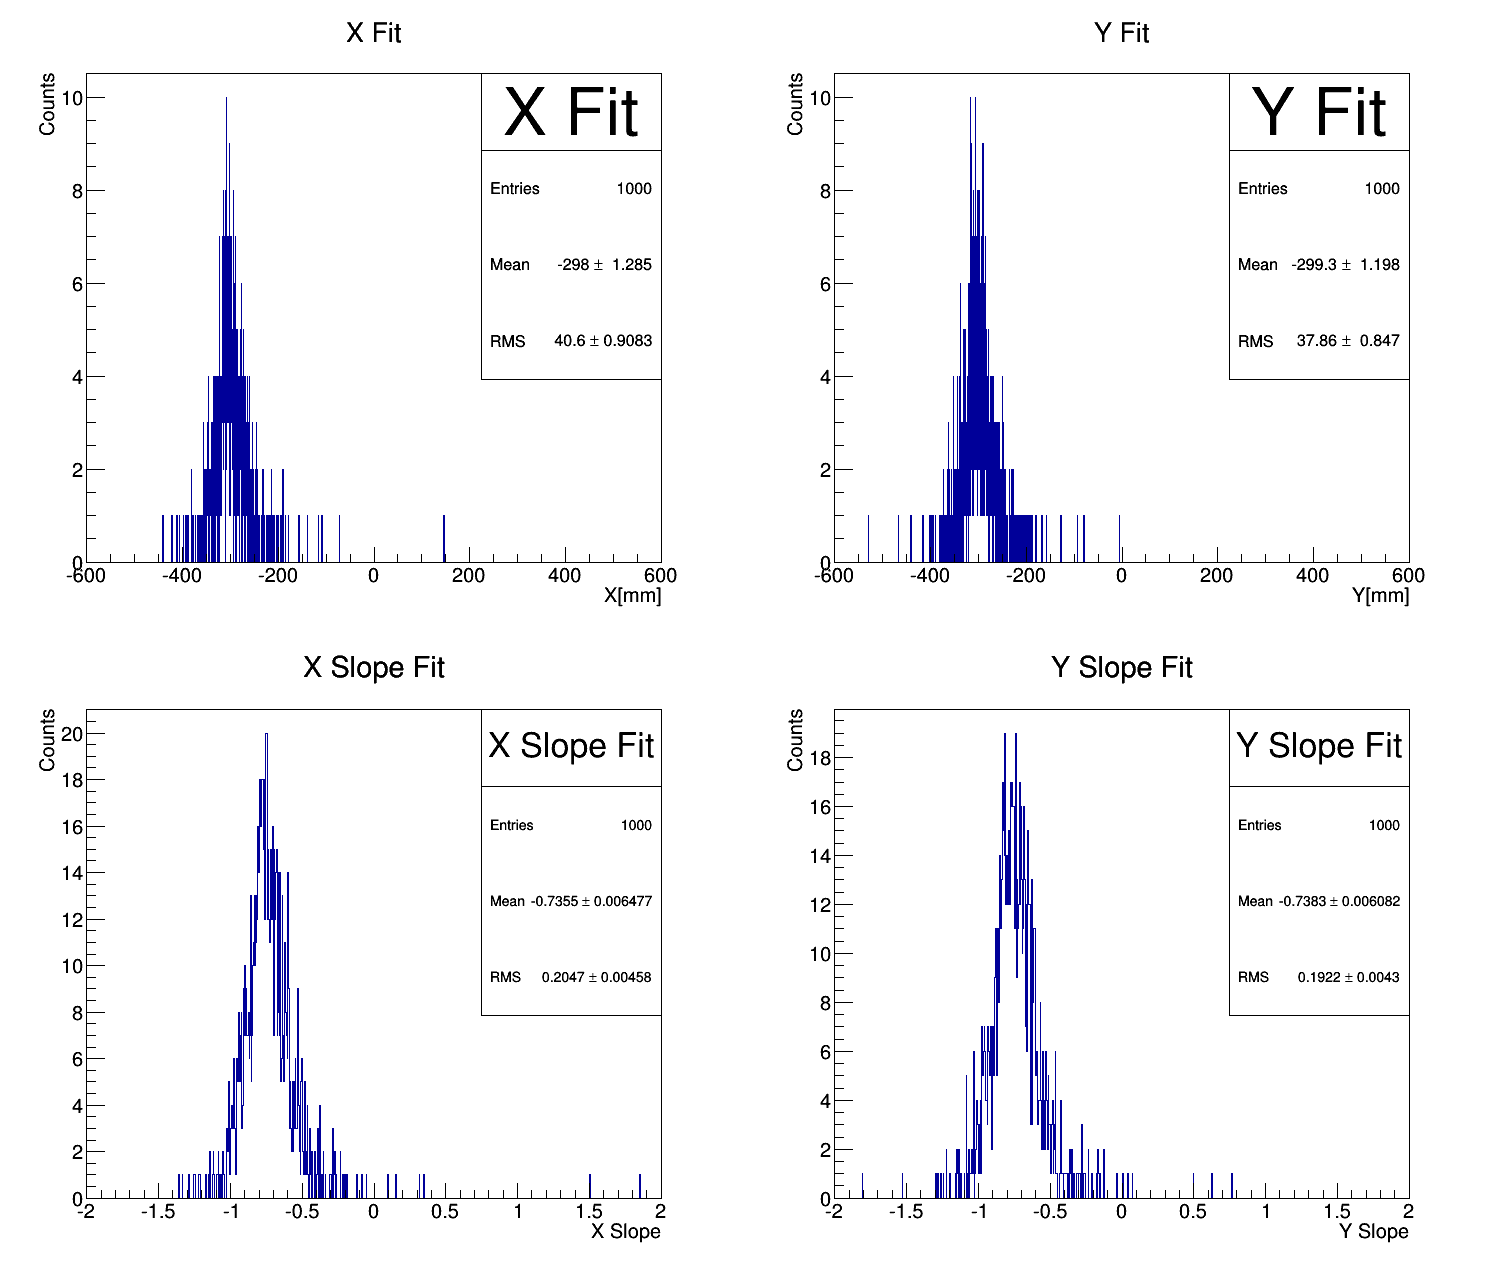 X Fit
Counts
10
8
6
4
2
0
-600 -400 -200 0 200 400 600
X[mm]
X Fit
Entries 1000
Mean -298 ± 1.285
RMS 40.6 ± 0.9083
Y Fit
Counts
10
8
6
4
2
0
-600 -400 -200 0 200 400 600
Y[mm]
Y Fit
Entries 1000
Mean -299.3 ± 1.198
RMS 37.86 ± 0.847
X Slope Fit
Counts
20
18
16
14
12
10
8
6
4
2
0
-2 -1.5 -1 -0.5 0 0.5 1 1.5 2
X Slope
X Slope Fit
Entries 1000
Mean -0.7355 ± 0.006477
RMS 0.2047 ± 0.00458
Y Slope Fit
Counts
18
16
14
12
10
8
6
4
2
0
-2 -1.5 -1 -0.5 0 0.5 1 1.5 2
Y Slope
Y Slope Fit
Entries 1000
Mean -0.7383 ± 0.006082
RMS 0.1922 ± 0.0043